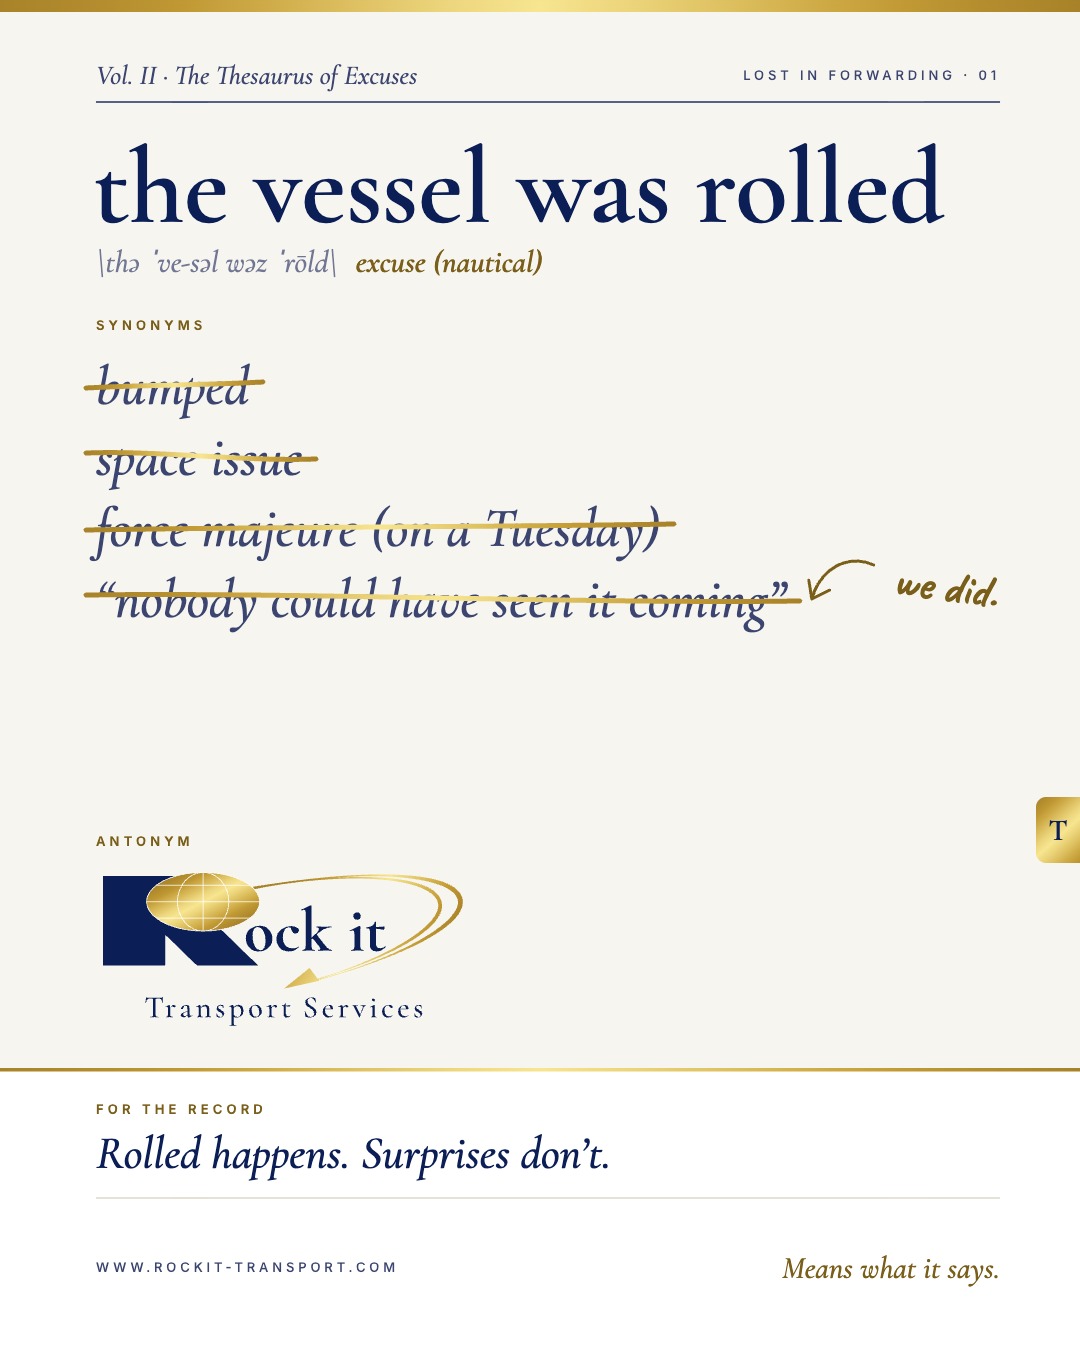 Vol. II · The Thesaurus of Excuses
LOST IN FORWARDING · 01
the vessel was rolled
\thə ˈve-səl wəz ˈrōld\ excuse (nautical)
SYNONYMS
bumped
space issue
force majeure (on a Tuesday)
“nobody could have seen it coming”
we did.
T
ANTONYM
Rock it
Transport Services
FOR THE RECORD
Rolled happens. Surprises don’t.
WWW.ROCKIT-TRANSPORT.COM
Means what it says.